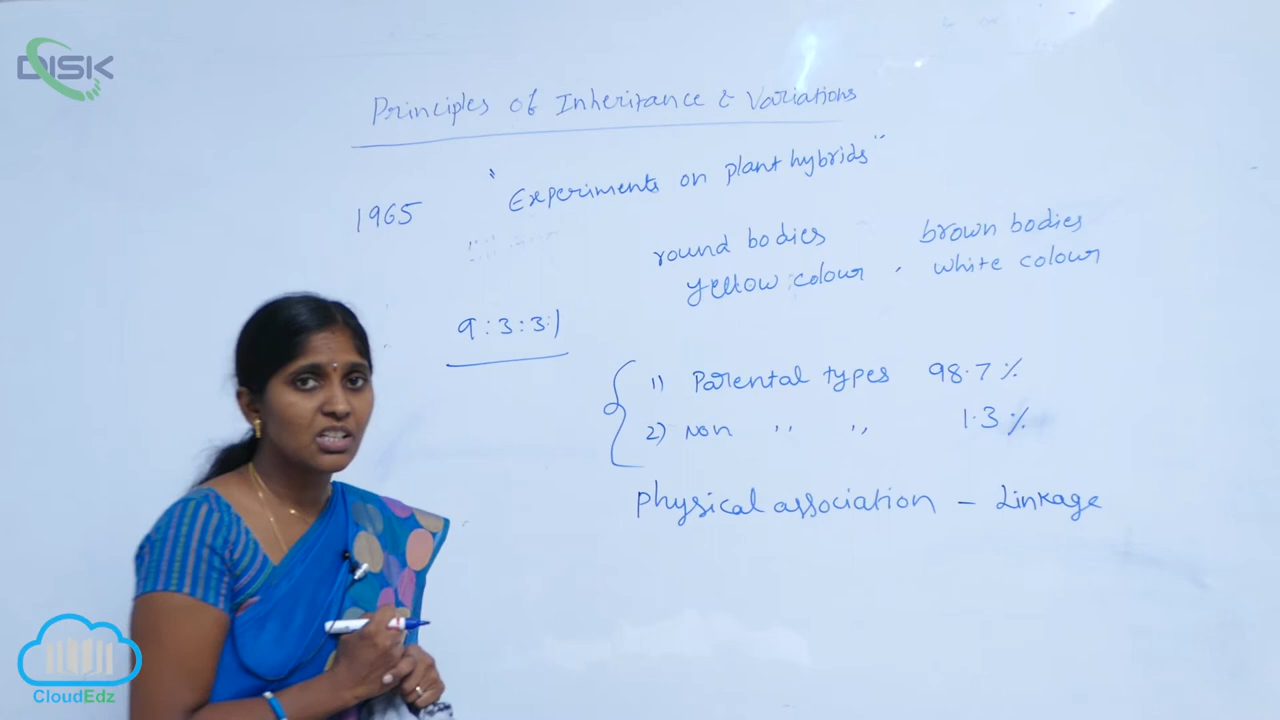 DISK
Principles of Inheritance & Variations
"Experiments on plant hybrids"
1965
round bodies brown bodies
yellow colour , white colour
9:3:3:1
1) Parental types 98.7%
2) Non " " 1.3%
Physical association - Linkage
CloudEdz